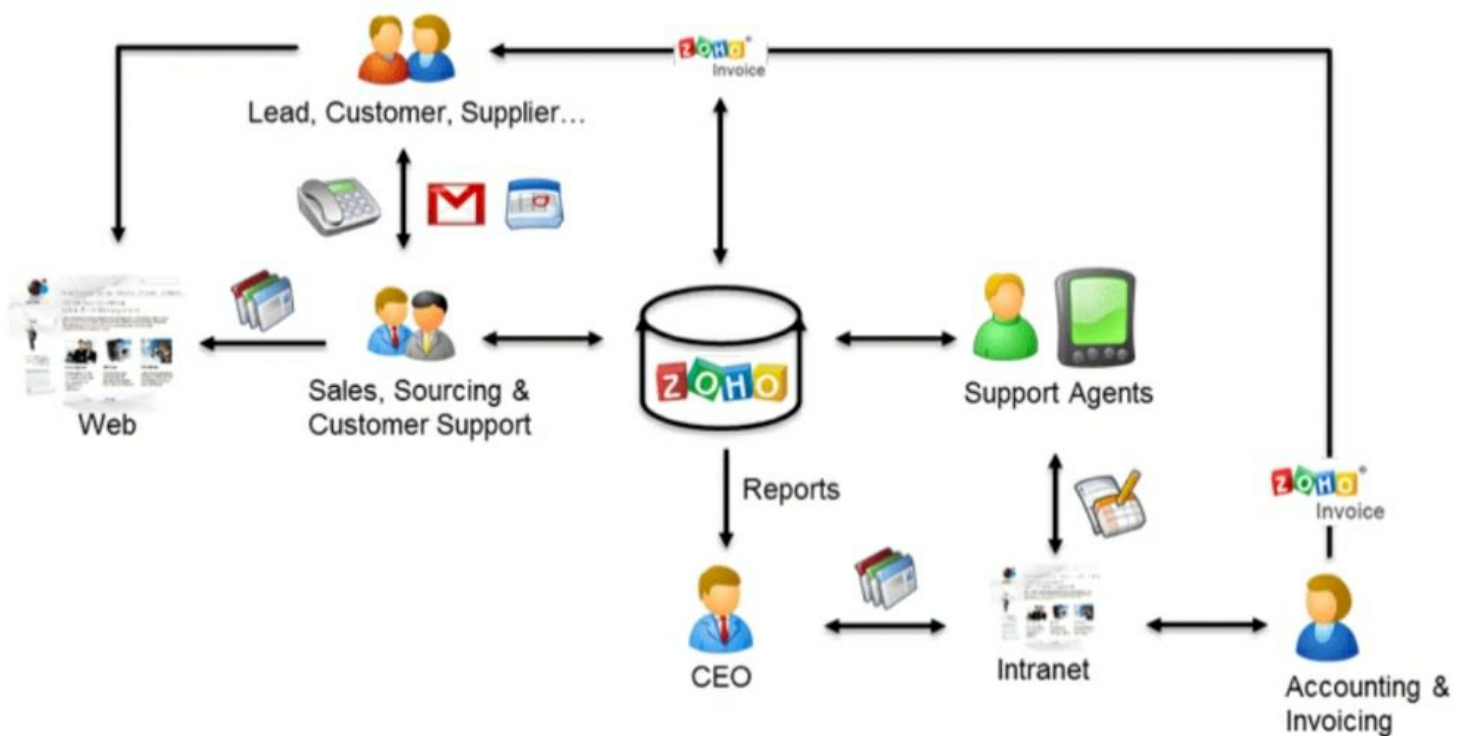 ZOHO®
Invoice
Lead, Customer, Supplier...
Web
Sales, Sourcing &
Customer Support
ZOHO
Support Agents
Reports
ZOHO®
Invoice
CEO
Intranet
Accounting &
Invoicing